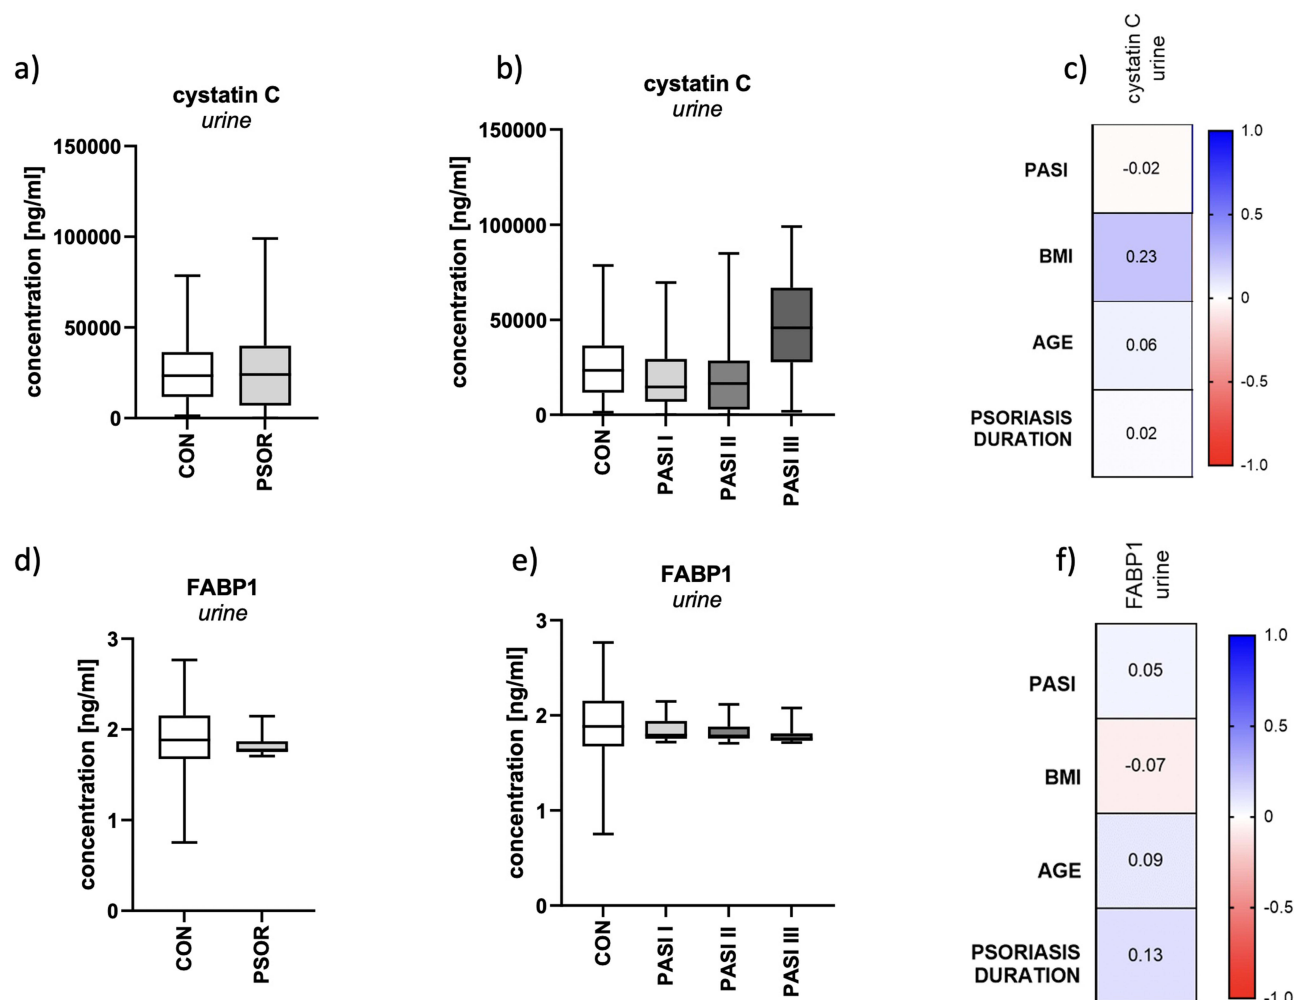 a)
cystatin C
urine
concentration [ng/ml]
150000
100000
50000
0
CON
PSOR
b)
cystatin C
urine
concentration [ng/ml]
150000
100000
50000
0
CON
PASI I
PASI II
PASI III
c)
cystatin C
urine
PASI
BMI
AGE
PSORIASIS
DURATION
-0.02
0.23
0.06
0.02
1.0
0.5
0
-0.5
-1.0
d)
FABP1
urine
concentration [ng/ml]
3
2
1
0
CON
PSOR
e)
FABP1
urine
concentration [ng/ml]
3
2
1
0
CON
PASI I
PASI II
PASI III
f)
FABP1
urine
PASI
BMI
AGE
PSORIASIS
DURATION
0.05
-0.07
0.09
0.13
1.0
0.5
0
-0.5
-1.0